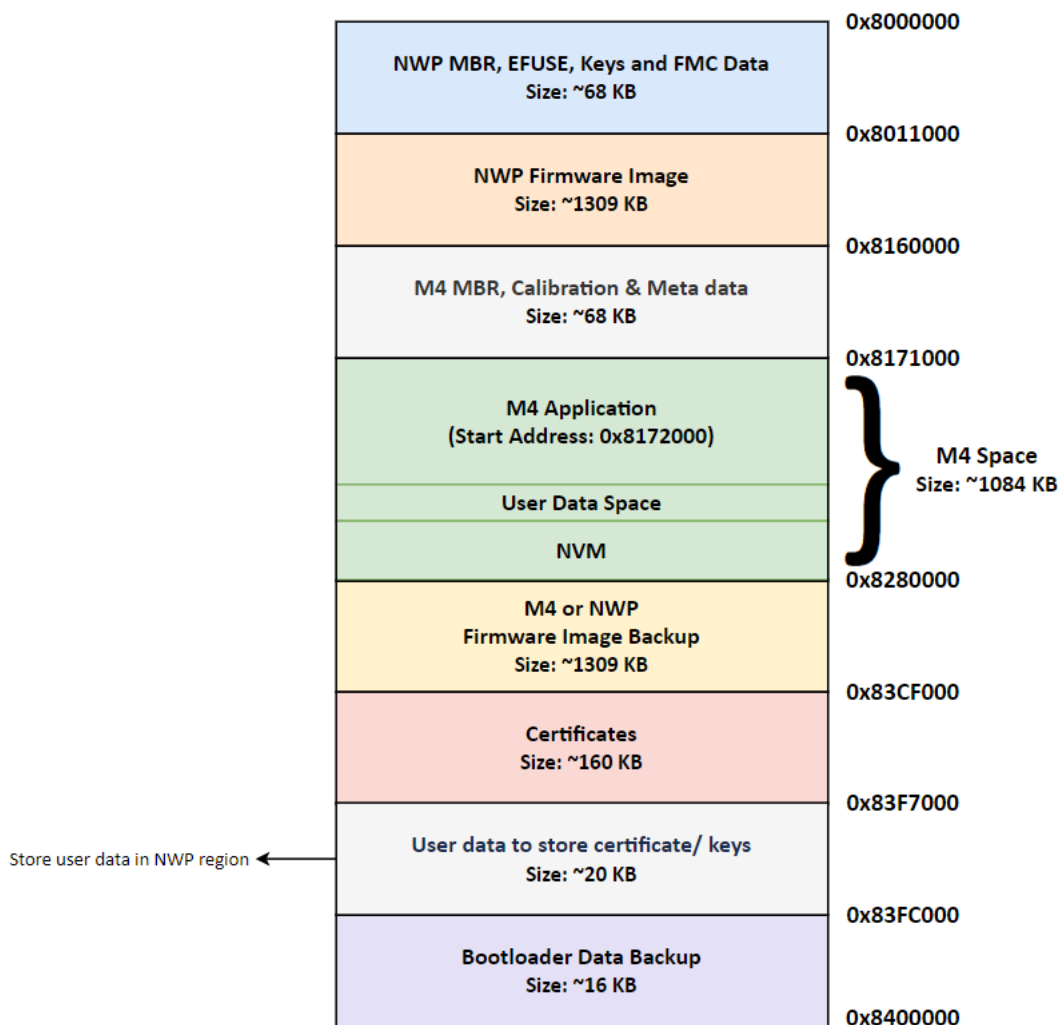 0x8000000
NWP MBR, EFUSE, Keys and FMC Data
Size: ~68 KB
0x8011000
NWP Firmware Image
Size: ~1309 KB
0x8160000
M4 MBR, Calibration & Meta data
Size: ~68 KB
0x8171000
M4 Application
(Start Address: 0x8172000)
M4 Space
Size: ~1084 KB
User Data Space
NVM
0x8280000
M4 or NWP
Firmware Image Backup
Size: ~1309 KB
0x83CF000
Certificates
Size: ~160 KB
0x83F7000
Store user data in NWP region
User data to store certificate/ keys
Size: ~20 KB
0x83FC000
Bootloader Data Backup
Size: ~16 KB
0x8400000